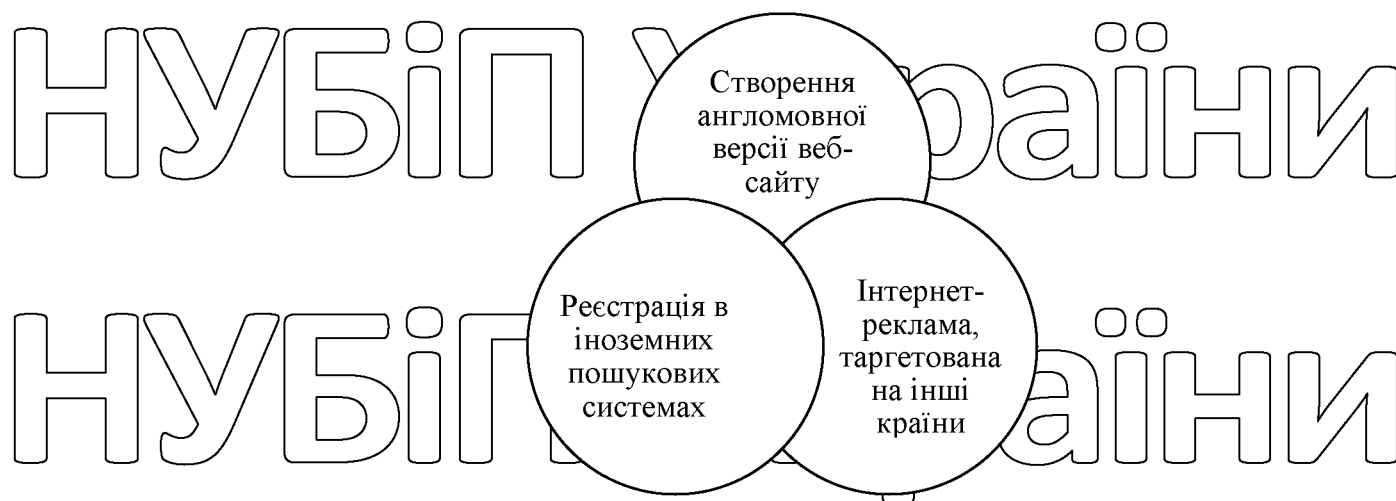 НУБіП України
Створення
англомовної
версії веб-
сайту
Реєстрація в
іноземних
пошукових
системах
Інтернет-
реклама,
таргетована
на інші
країни
НУБіП України